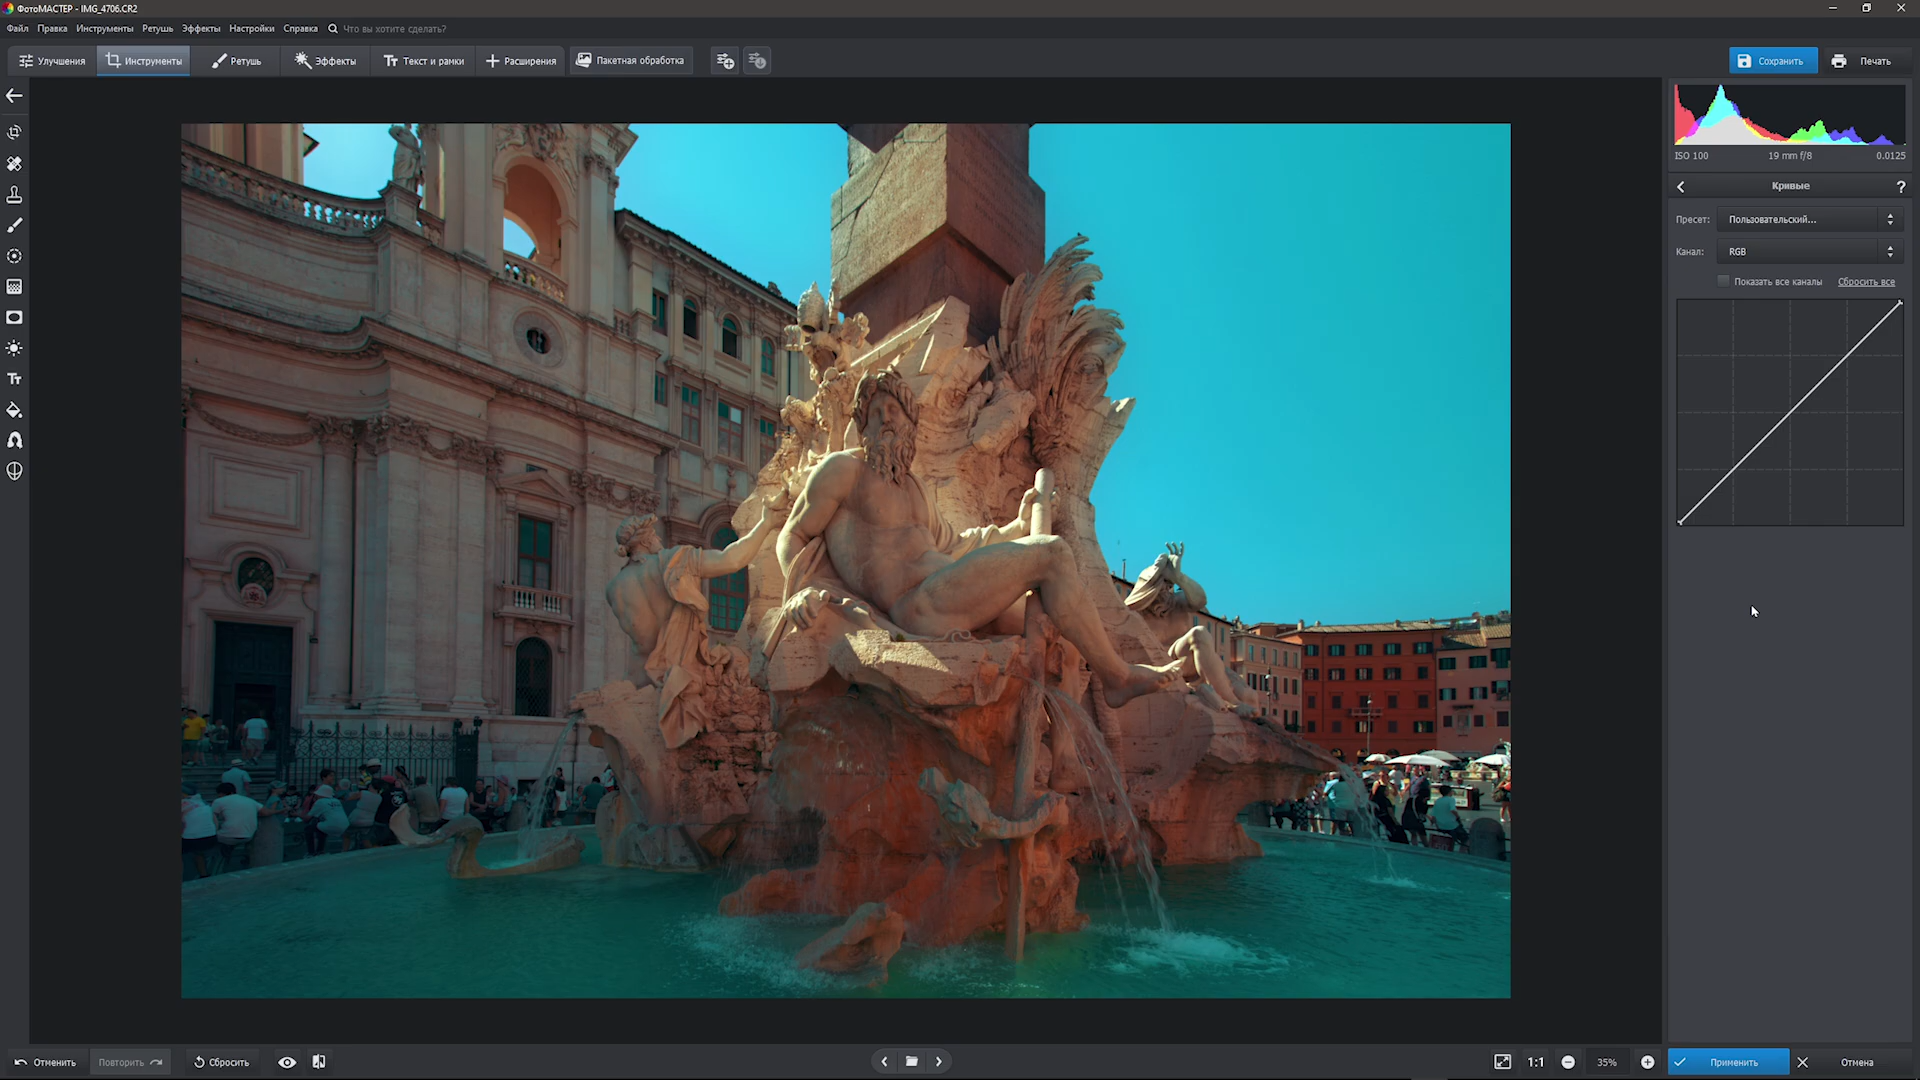 ФотоМАСТЕР - IMG_4706.CR2
Файл Правка Инструменты Ретушь Эффекты Настройки Справка Что вы хотите сделать?
Улучшения Инструменты Ретушь Эффекты Текст и рамки Расширения Пакетная обработка Сохранить Печать
ISO 100 19 mm f/8 0.0125
Кривые ?
Пресет: Пользовательский...
Канал: RGB
Показать все каналы Сбросить все
Отменить Повторить Сбросить 1:1 35% Применить Отмена